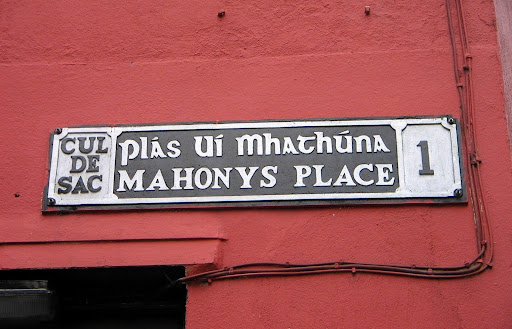 CUL
DE
SAC
Plás Uí Mhathúna
MAHONYS PLACE
1